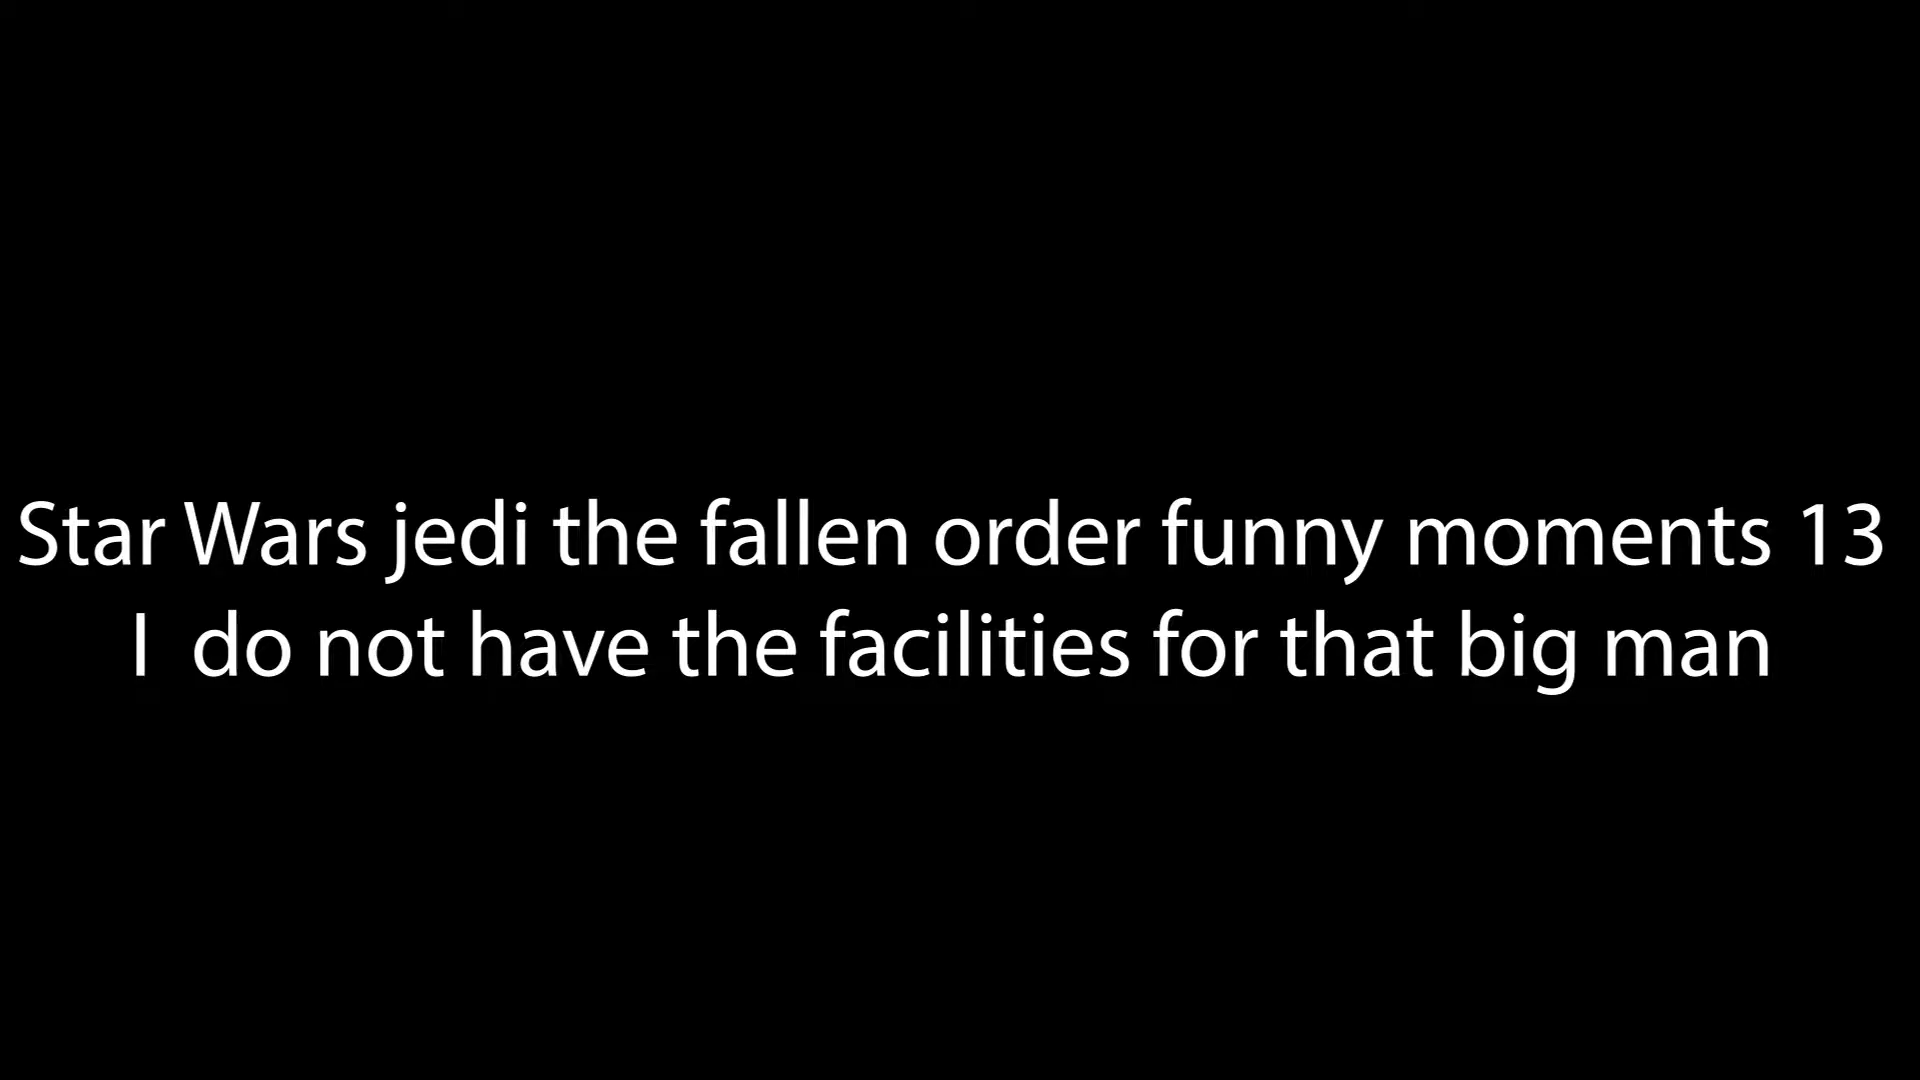 Star Wars jedi the fallen order funny moments 13
I  do not have the facilities for that big man